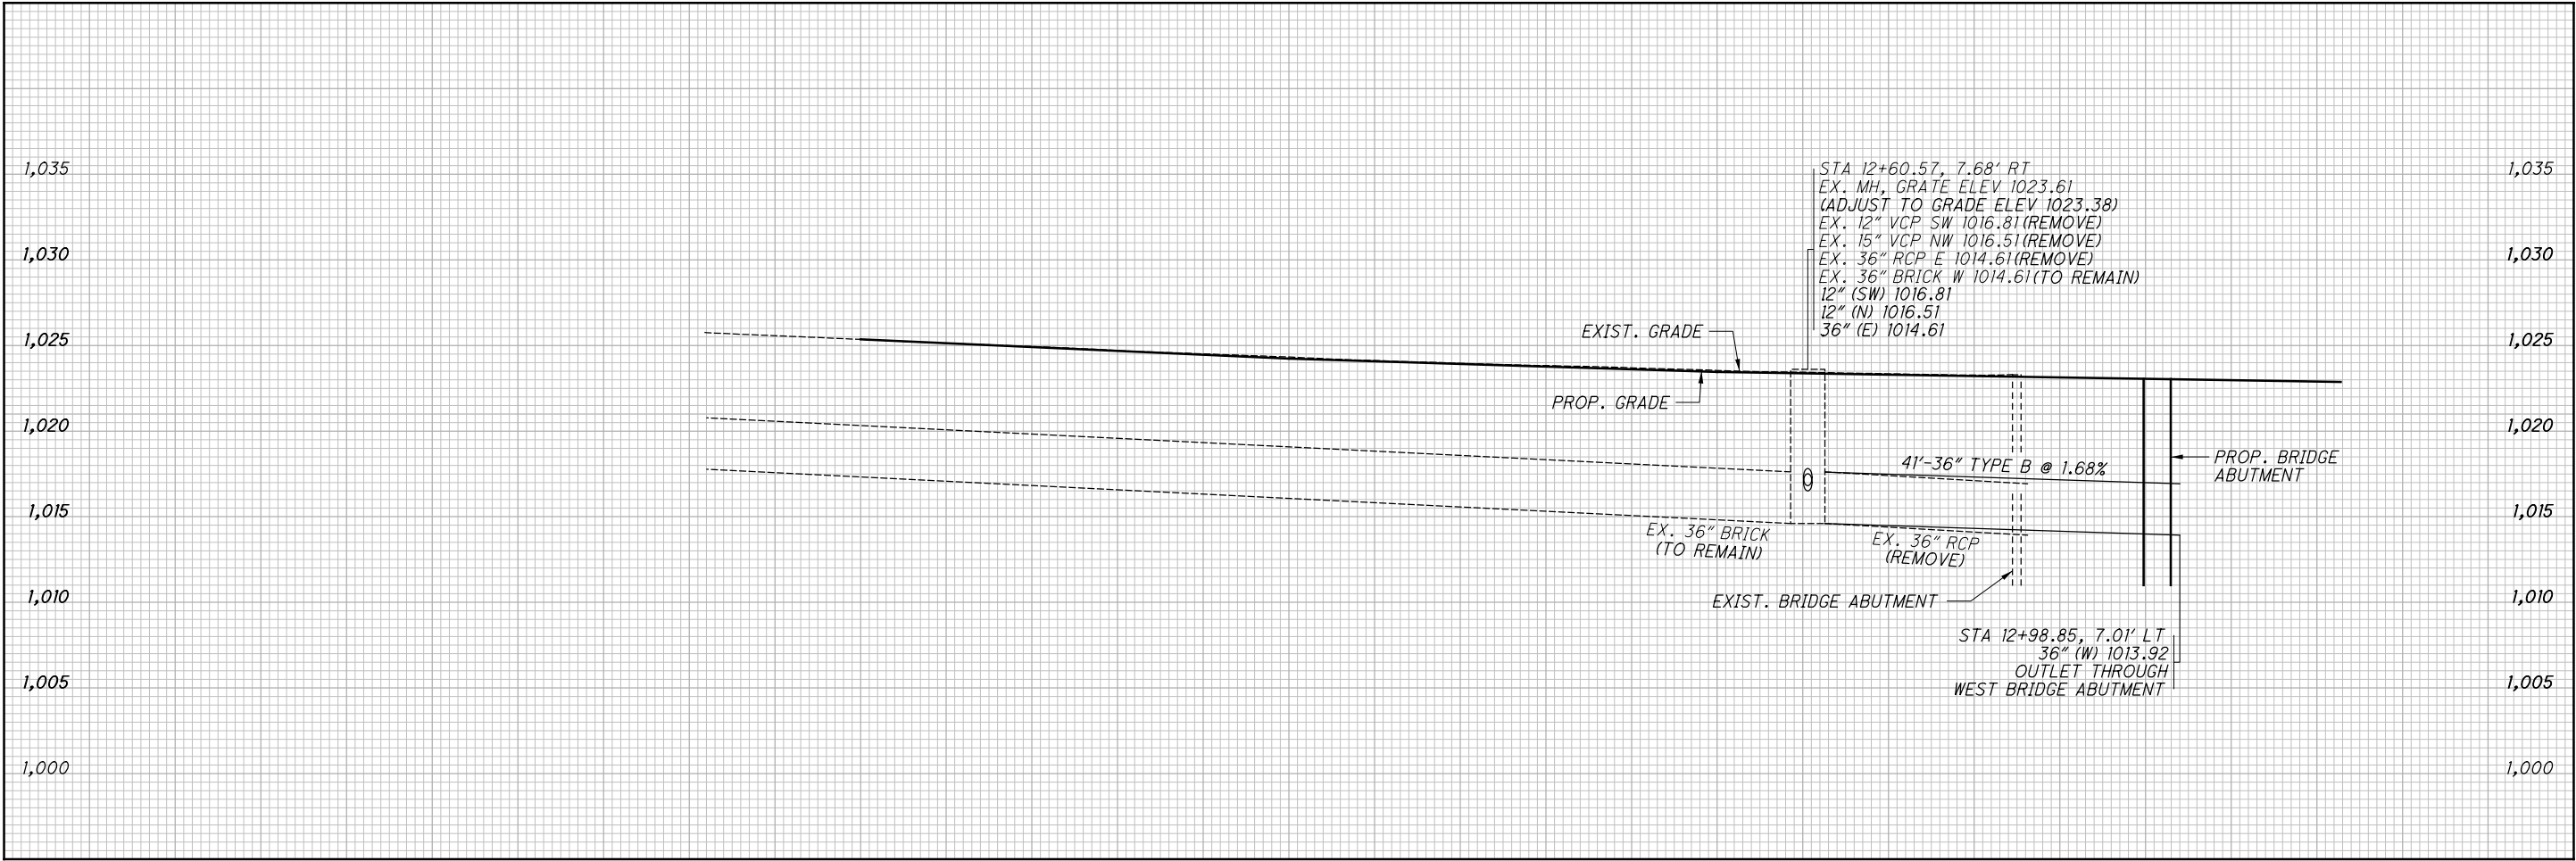 1,035
1,035
STA 12+60.57, 7.68' RT
EX. MH, GRATE ELEV 1023.61
(ADJUST TO GRADE ELEV 1023.38)
EX. 12" VCP SW 1016.81 (REMOVE)
EX. 15" VCP NW 1016.51 (REMOVE)
EX. 36" RCP E 1014.61 (REMOVE)
EX. 36" BRICK W 1014.61 (TO REMAIN)
12" (SW) 1016.81
12" (N) 1016.51
36" (E) 1014.61
1,030
1,030
EXIST. GRADE
1,025
1,025
PROP. GRADE
1,020
1,020
41'-36" TYPE B @ 1.68%
PROP. BRIDGE
ABUTMENT
1,015
1,015
EX. 36" BRICK
(TO REMAIN)
EX. 36" RCP
(REMOVE)
1,010
1,010
EXIST. BRIDGE ABUTMENT
STA 12+98.85, 7.01' LT
36" (W) 1013.92
OUTLET THROUGH
WEST BRIDGE ABUTMENT
1,005
1,005
1,000
1,000